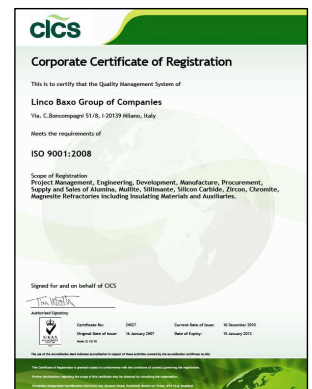 cics
Corporate Certificate of Registration
This is to certify that the Quality Management System of
Linco Baxo Group of Companies
Via. C.Boncompagni 51/8, I-20139 Milano, Italy
Meets the requirements of
ISO 9001:2008
Scope of Registration
Project Management, Engineering, Development, Manufacture, Procurement,
Supply and Sales of Alumina, Mullite, Sillimanite, Silicon Carbide, Zircon, Chromite,
Magnesite Refractories including Insulating Materials and Auxiliaries.
Signed for and on behalf of CICS
Authorised Signatory
UKAS
Certificate No:
Current Date of Issue: 10 December 2010
Original Date of Issue: 16 January 2007
Date of Expiry: 15 January 2013